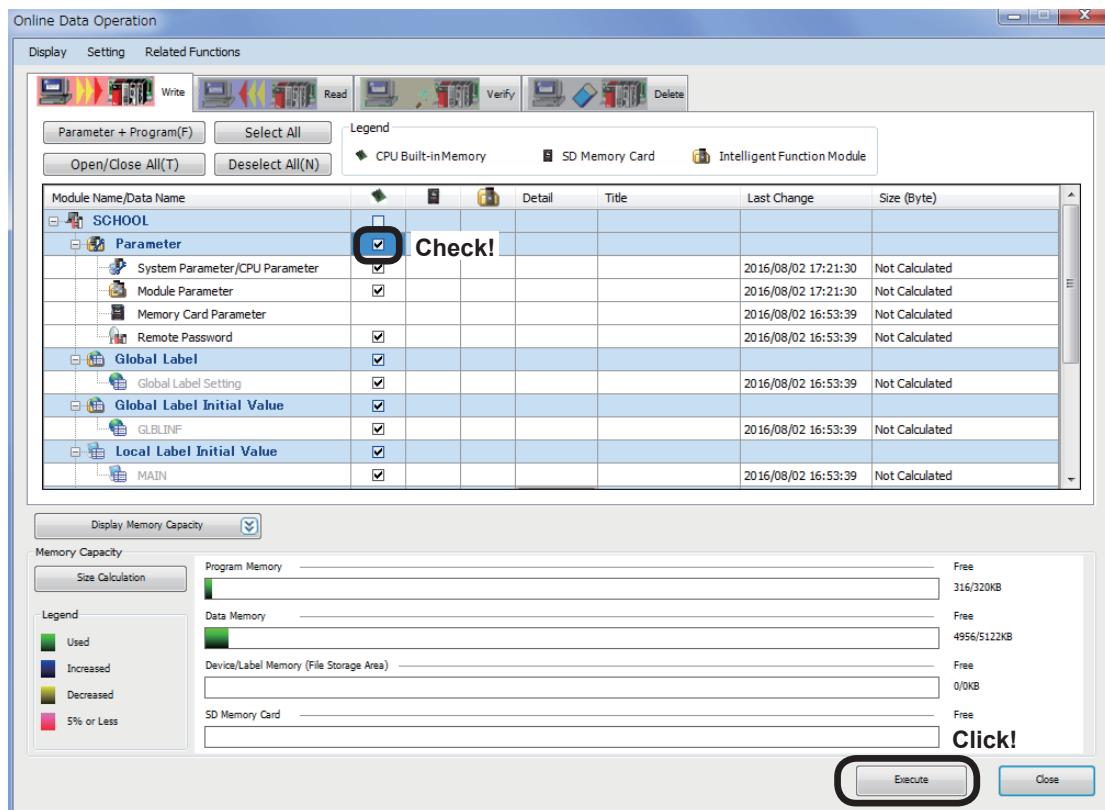 Online Data Operation
Display Setting Related Functions
Write Read Verify Delete
Parameter + Program(F) Select All Legend
Open/Close All(T) Deselect All(N) CPU Built-in Memory SD Memory Card Intelligent Function Module
Module Name/Data Name Detail Title Last Change Size (Byte)
SCHOOL
Parameter Check!
System Parameter/CPU Parameter 2016/08/02 17:21:30 Not Calculated
Module Parameter 2016/08/02 17:21:30 Not Calculated
Memory Card Parameter 2016/08/02 16:53:39 Not Calculated
Remote Password 2016/08/02 16:53:39 Not Calculated
Global Label
Global Label Setting 2016/08/02 16:53:39 Not Calculated
Global Label Initial Value
GLBLINF 2016/08/02 16:53:39 Not Calculated
Local Label Initial Value
MAIN 2016/08/02 16:53:39 Not Calculated
Display Memory Capacity
Memory Capacity
Size Calculation
Program Memory Free
316/320KB
Legend
Used
Increased
Decreased
5% or Less
Data Memory Free
4956/5122KB
Device/Label Memory (File Storage Area) Free
0/0KB
SD Memory Card Free
Click!
Execute Close